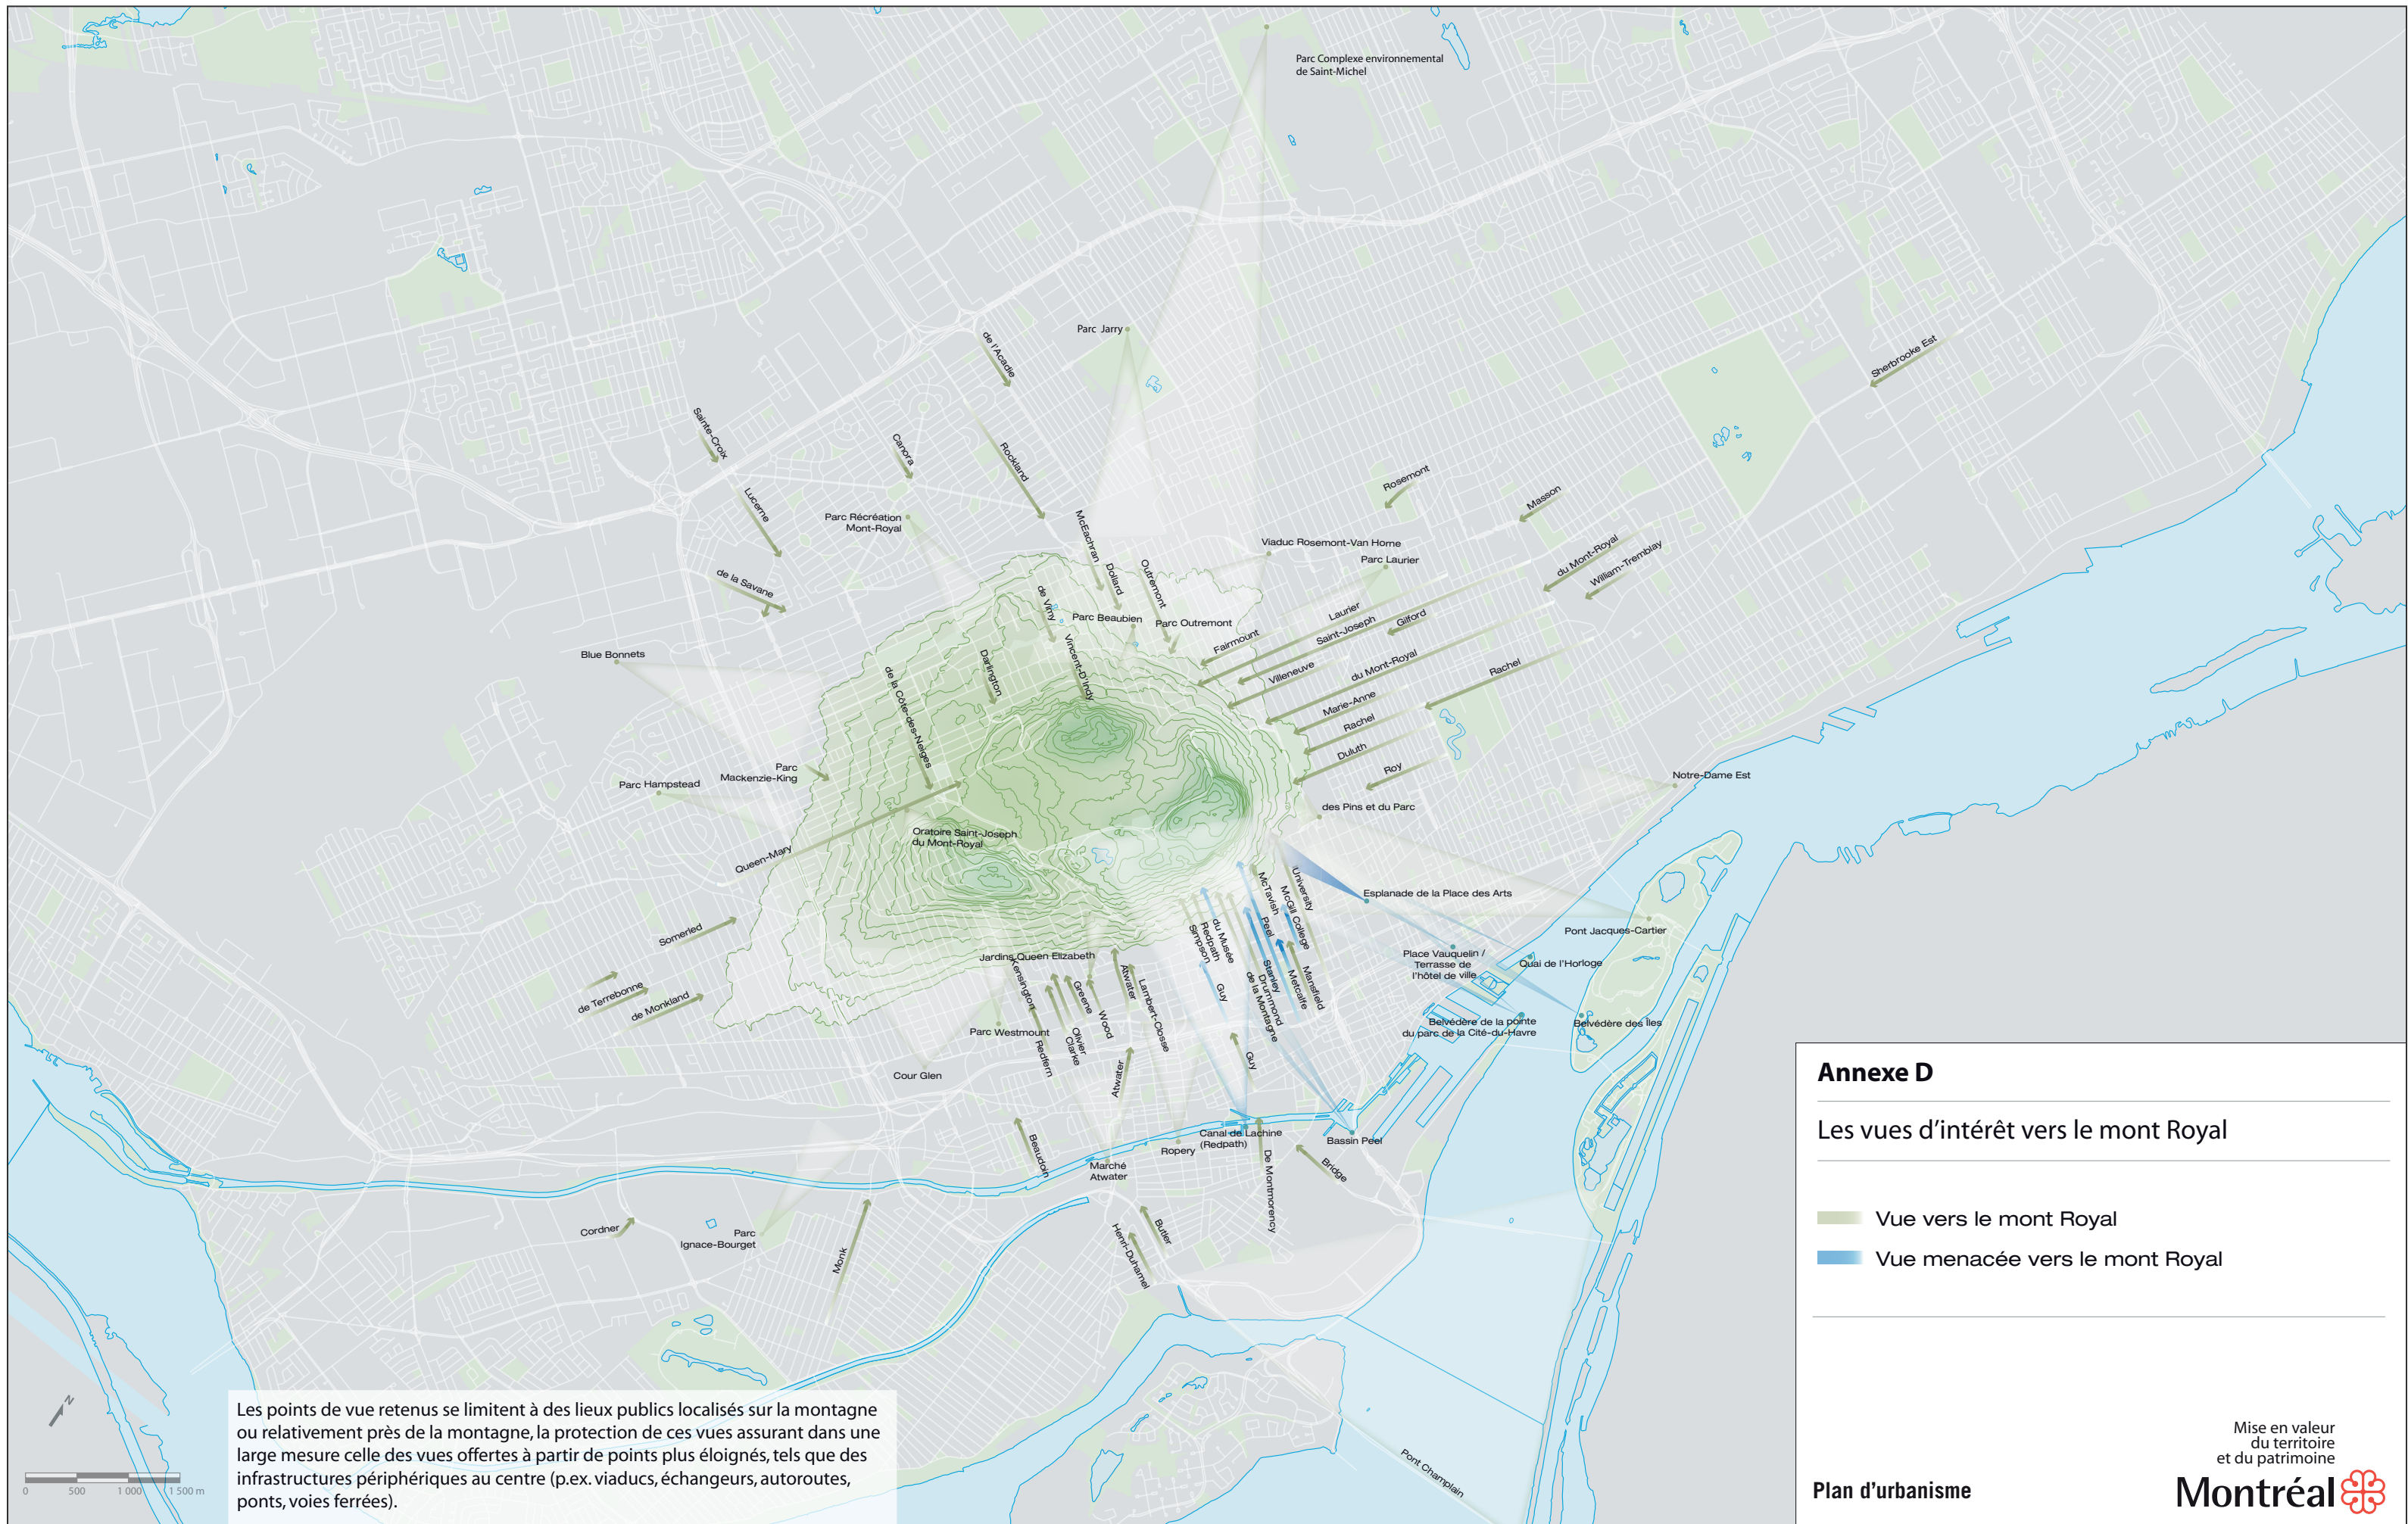 Parc Complexe environnemental
de Saint-Michel
Parc Jarry
de l'Acadie
Sherbrooke Est
Sainte-Croix
Canora
Rockland
Rosemont
Masson
Lucerne
Parc Récréation
Mont-Royal
McEachran
Viaduc Rosemont-Van Horne
Parc Laurier
du Mont-Royal
William-Tremblay
de la Savane
Dollard
Outremont
de Vimy
Parc Beaubien
Parc Outremont
Laurier
Saint-Joseph
Gilford
Fairmount
Blue Bonnets
Darlington
Vincent-D'Indy
Villeneuve
du Mont-Royal
Rachel
de la Côte-des-Neiges
Marie-Anne
Rachel
Duluth
Roy
Parc
Mackenzie-King
Parc Hampstead
Notre-Dame Est
des Pins et du Parc
Oratoire Saint-Joseph
du Mont-Royal
Queen-Mary
University
McTavish
McGill College
Esplanade de la Place des Arts
Peel
Somerled
du Musée
Redpath
Simpson
Pont Jacques-Cartier
Jardins Queen Elizabeth
Place Vauquelin /
Terrasse de
l'hôtel de ville
Quai de l'Horloge
Kensington
Atwater
Lambert-Closse
Guy
Stanley
Drummond
de la Montagne
Metcalfe
Mansfield
de Terrebonne
de Monkland
Greene
Wood
Parc Westmount
Olivier
Clarke
Redfern
Belvédère de la pointe
du parc de la Cité-du-Havre
Belvédère des Îles
Cour Glen
Atwater
Guy
Beaudoin
Marché
Atwater
Ropery
Canal de Lachine
(Redpath)
Bassin Peel
Bridge
De Montmorency
Cordner
Parc
Ignace-Bourget
Monk
Butler
Henri-Duhamel
Pont Champlain
Annexe D
Les vues d'intérêt vers le mont Royal
Vue vers le mont Royal
Vue menacée vers le mont Royal
Mise en valeur
du territoire
et du patrimoine
Plan d'urbanisme
Montréal
N
0 500 1 000 1 500 m
Les points de vue retenus se limitent à des lieux publics localisés sur la montagne
ou relativement près de la montagne, la protection de ces vues assurant dans une
large mesure celle des vues offertes à partir de points plus éloignés, tels que des
infrastructures périphériques au centre (p.ex. viaducs, échangeurs, autoroutes,
ponts, voies ferrées).